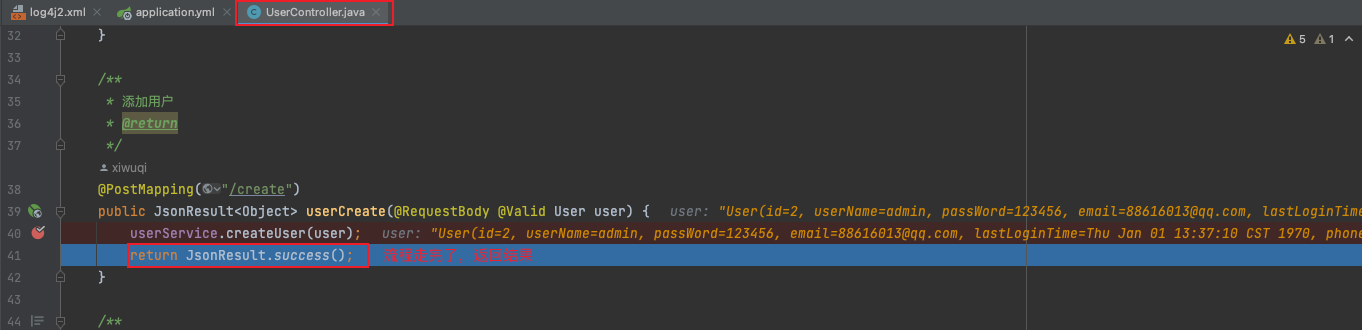 log4j2.xml × application.yml × UserController.java ×
32 }
5 1
33
34 /**
35 * 添加用户
36 * @return
37 */
xiwuqi
38 @PostMapping("/create")
39 public JsonResult<Object> userCreate(@RequestBody @Valid User user) { user: "User(id=2, userName=admin, passWord=123456, email=88616013@qq.com, lastLoginTime
40 userService.createUser(user); user: "User(id=2, userName=admin, passWord=123456, email=88616013@qq.com, lastLoginTime=Thu Jan 01 13:37:10 CST 1970, phone
41 return JsonResult.success(); 返回结果
42 }
43
44 /**